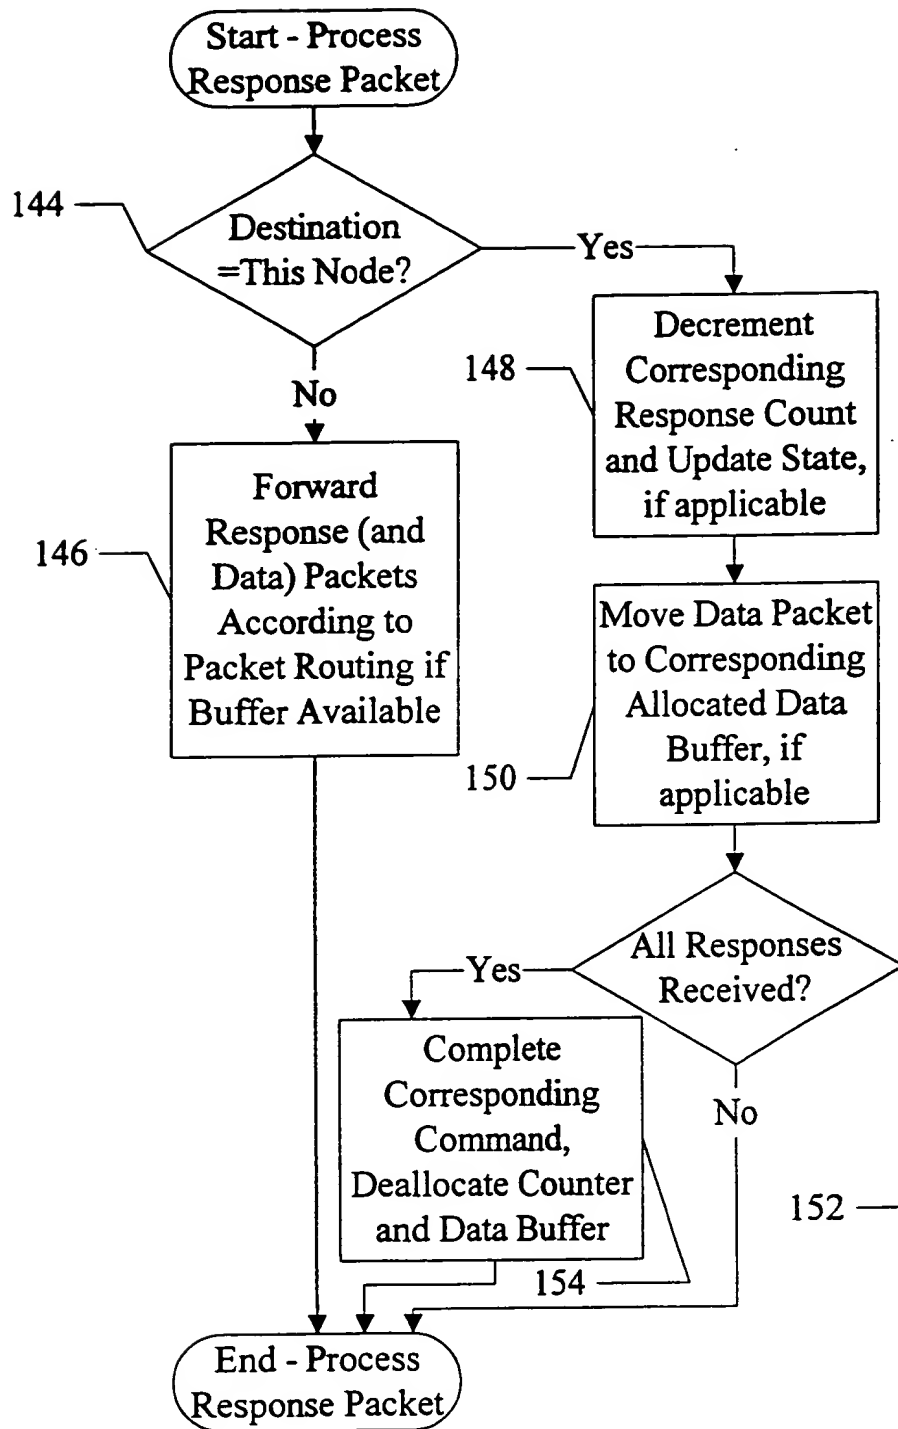 Start - Process
Response Packet
144
Destination
=This Node?
Yes
No
148
Decrement
Corresponding
Response Count
and Update State,
if applicable
146
Forward
Response (and
Data) Packets
According to
Packet Routing if
Buffer Available
150
Move Data Packet
to Corresponding
Allocated Data
Buffer, if
applicable
All Responses
Received?
Yes
No
152
Complete
Corresponding
Command,
Deallocate Counter
and Data Buffer
154
End - Process
Response Packet